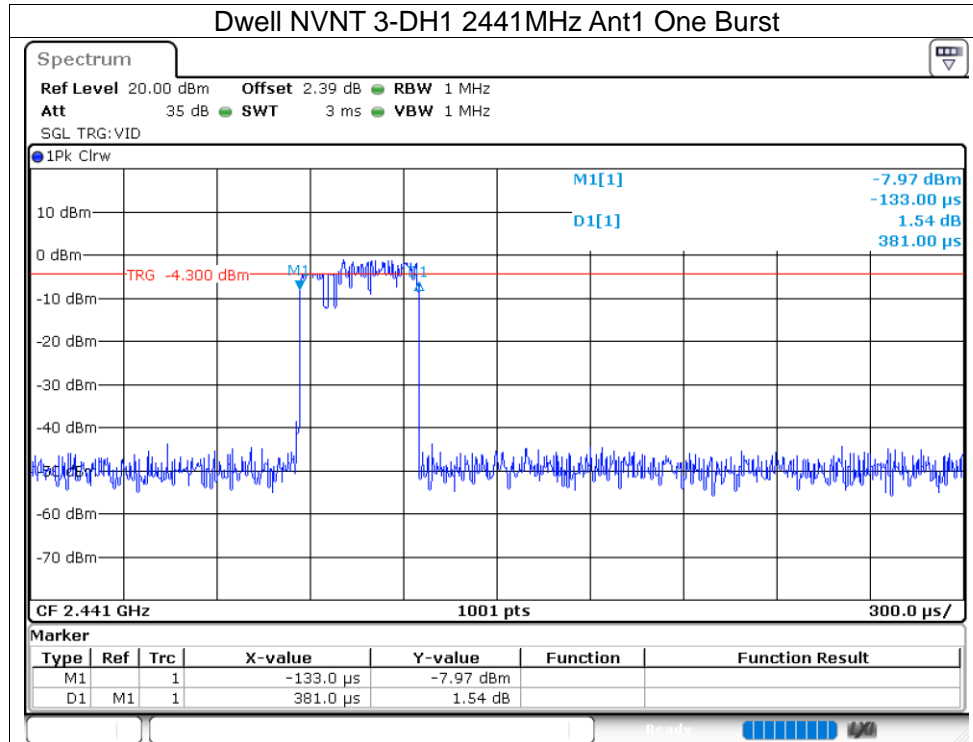 Dwell NVNT 3-DH1 2441MHz Ant1 One Burst
Spectrum
Ref Level 20.00 dBm Offset 2.39 dB RBW 1 MHz
Att 35 dB SWT 3 ms VBW 1 MHz
SGL TRG:VID
1Pk Clrw
M1[1] -7.97 dBm
-133.00 µs
10 dBm
D1[1] 1.54 dB
381.00 µs
0 dBm
M1
TRG -4.300 dBm
-10 dBm
-20 dBm
-30 dBm
-40 dBm
-50 dBm
-60 dBm
-70 dBm
CF 2.441 GHz 1001 pts 300.0 µs/
Marker
Type Ref Trc X-value Y-value Function Function Result
M1 1 -133.0 µs -7.97 dBm
D1 M1 1 381.0 µs 1.54 dB
Ready LXI